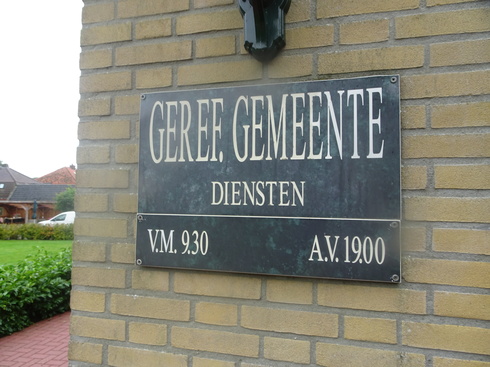 GEREF. GEMEENTE
DIENSTEN
V.M. 9.30 A.V. 19.00